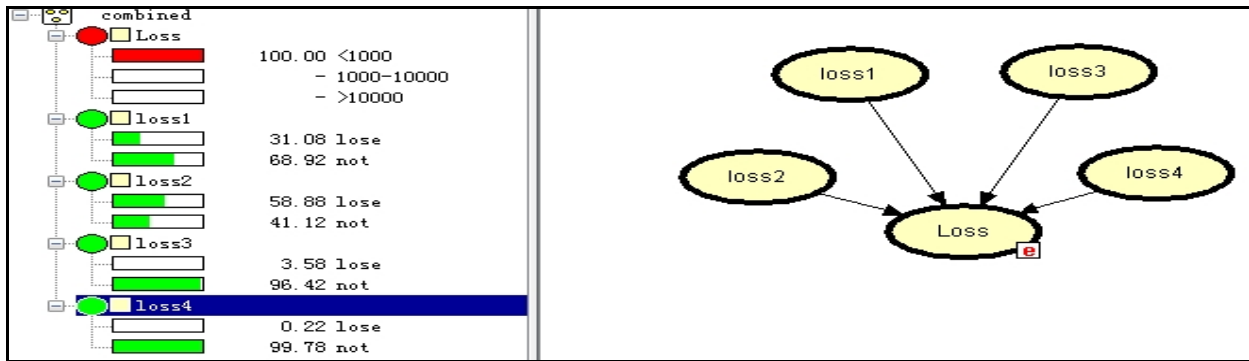 combined
Loss
100.00 <1000
- 1000-10000
- >10000
loss1
31.08 lose
68.92 not
loss2
58.88 lose
41.12 not
loss3
3.58 lose
96.42 not
loss4
0.22 lose
99.78 not
loss1
loss3
loss2
loss4
Loss
e